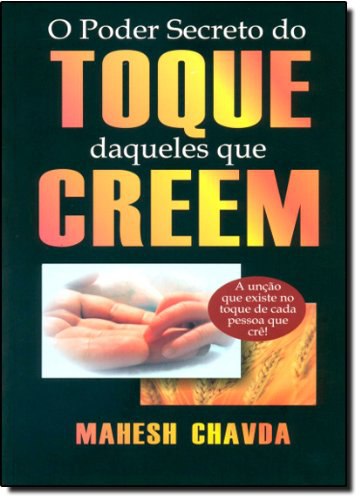 O Poder Secreto do
TOQUE
daqueles que
CREEM
A unção
que existe no
toque de cada
pessoa que
crê!
MAHESH CHAVDA